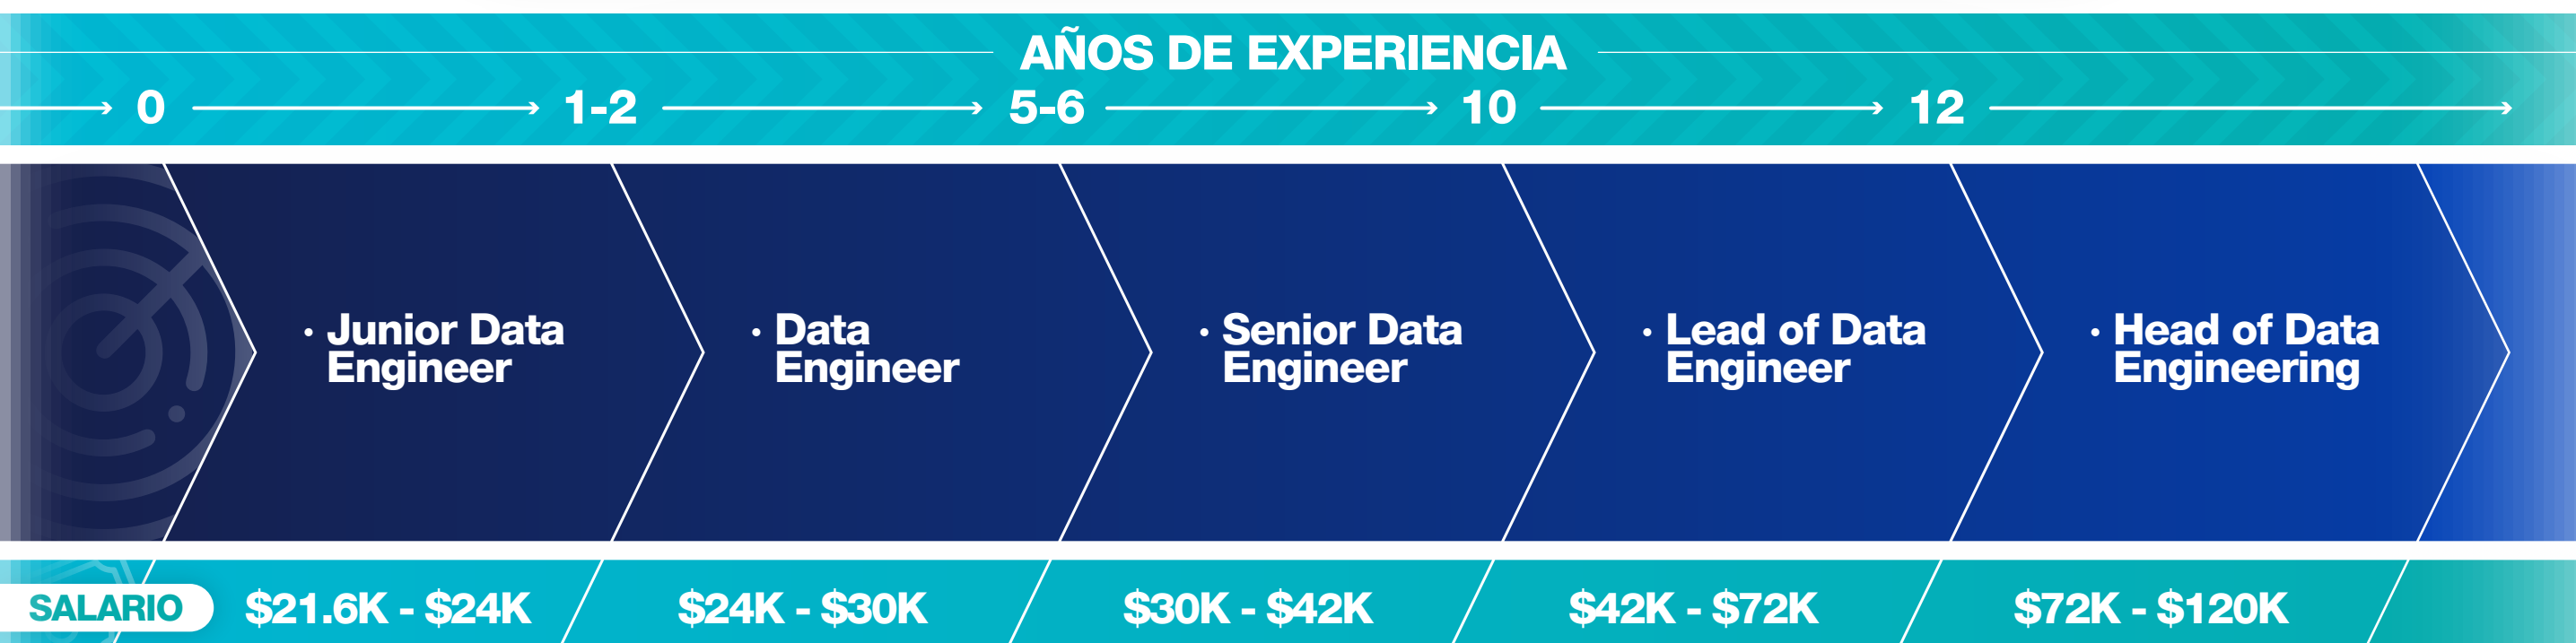 AÑOS DE EXPERIENCIA
0 1-2 5-6 10 12
· Junior Data
Engineer
· Data
Engineer
· Senior Data
Engineer
· Lead of Data
Engineer
· Head of Data
Engineering
SALARIO $21.6K - $24K $24K - $30K $30K - $42K $42K - $72K $72K - $120K